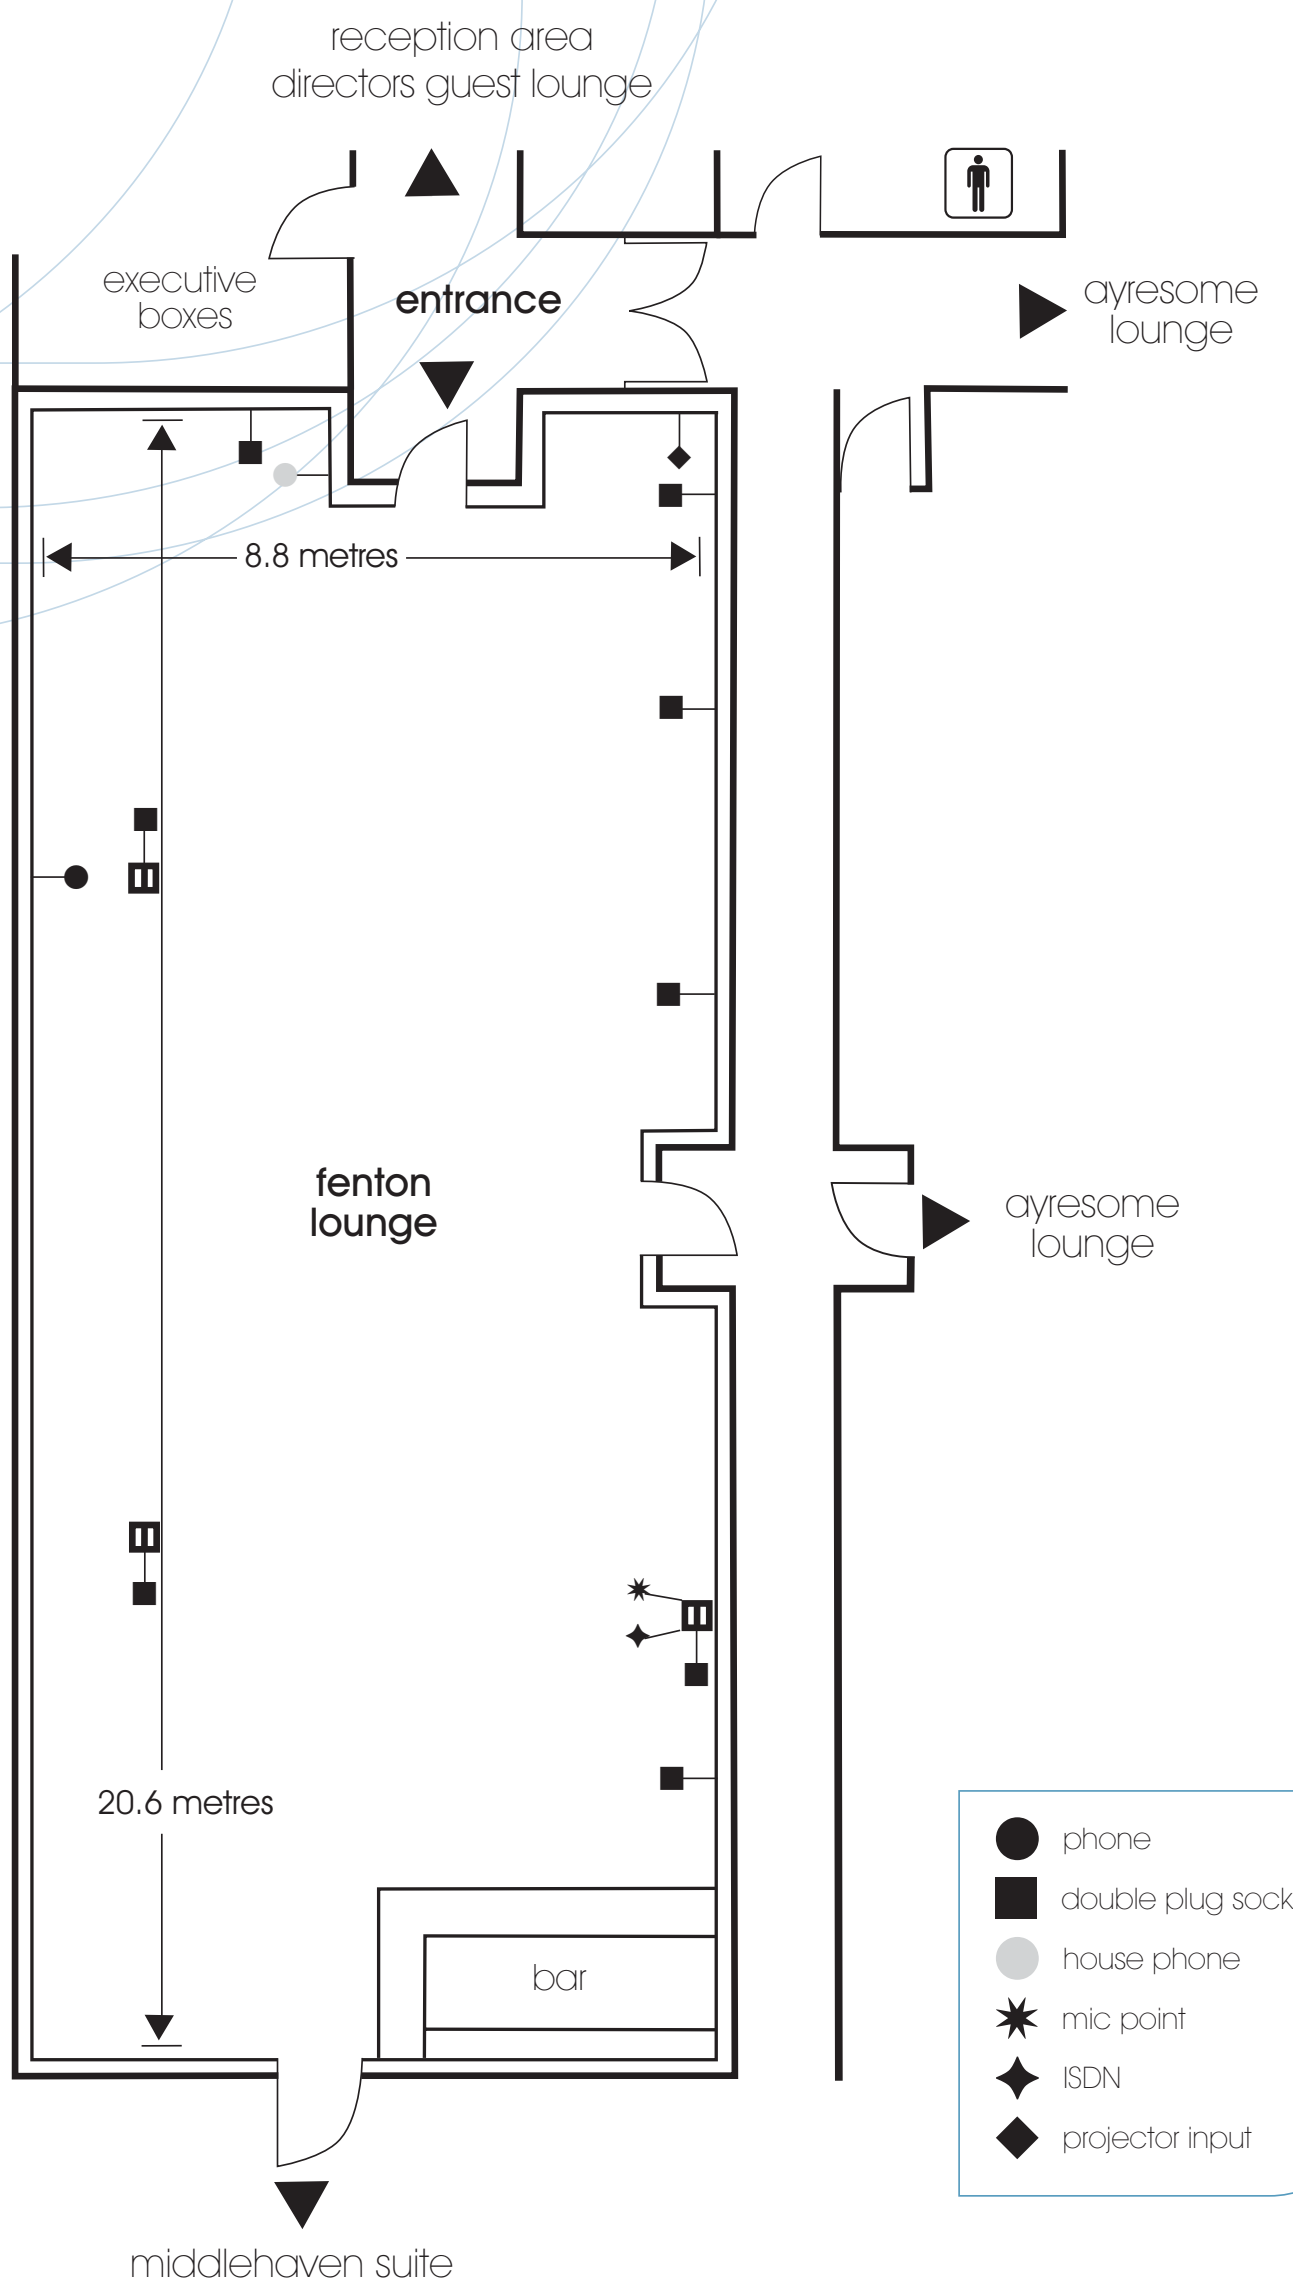 reception area
directors guest lounge
executive
boxes
entrance
ayresome
lounge
8.8 metres
fenton
lounge
ayresome
lounge
20.6 metres
bar
phone
double plug sock
house phone
mic point
ISDN
projector input
middlehaven suite